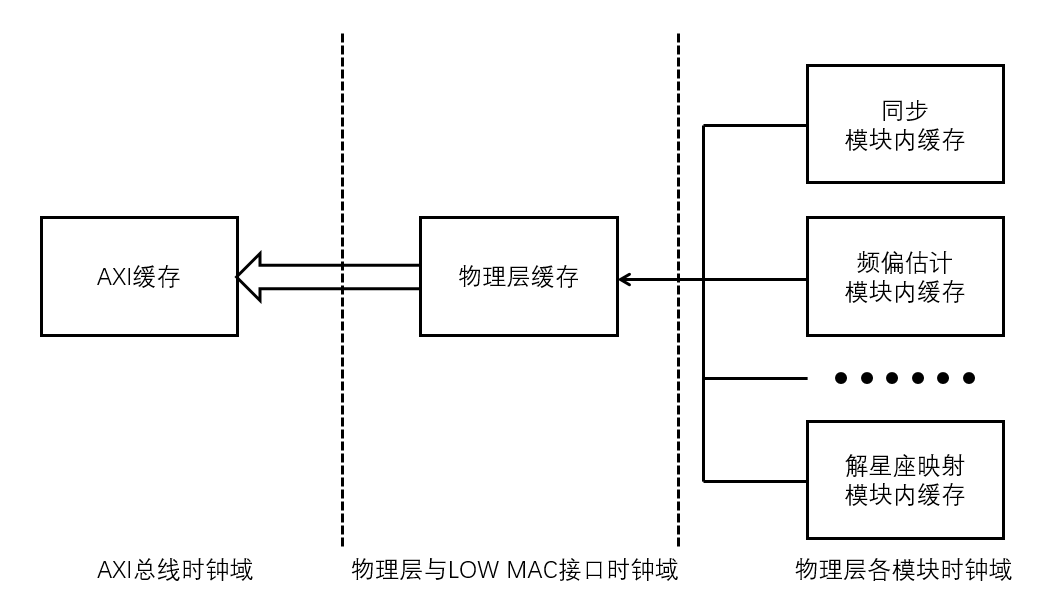 同步
模块内缓存
AXI缓存
物理层缓存
频偏估计
模块内缓存
解星座映射
模块内缓存
AXI总线时钟域
物理层与LOW MAC接口时钟域
物理层各模块时钟域